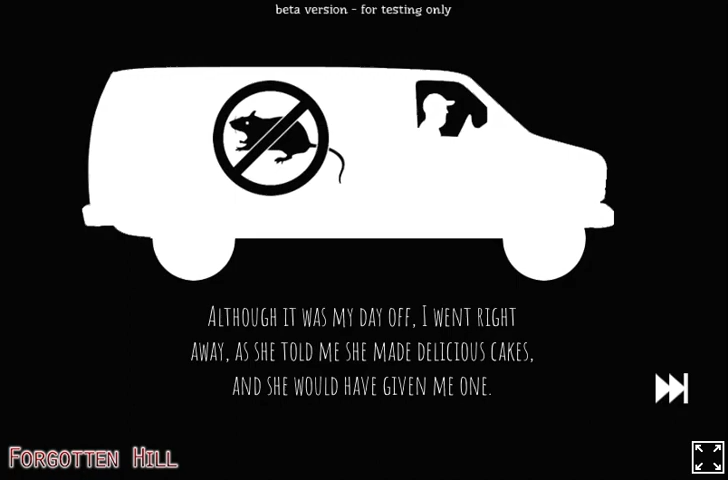 beta version - for testing only
Although it was my day off, I went right
away, as she told me she made delicious cakes,
and she would have given me one.
Forgotten Hill